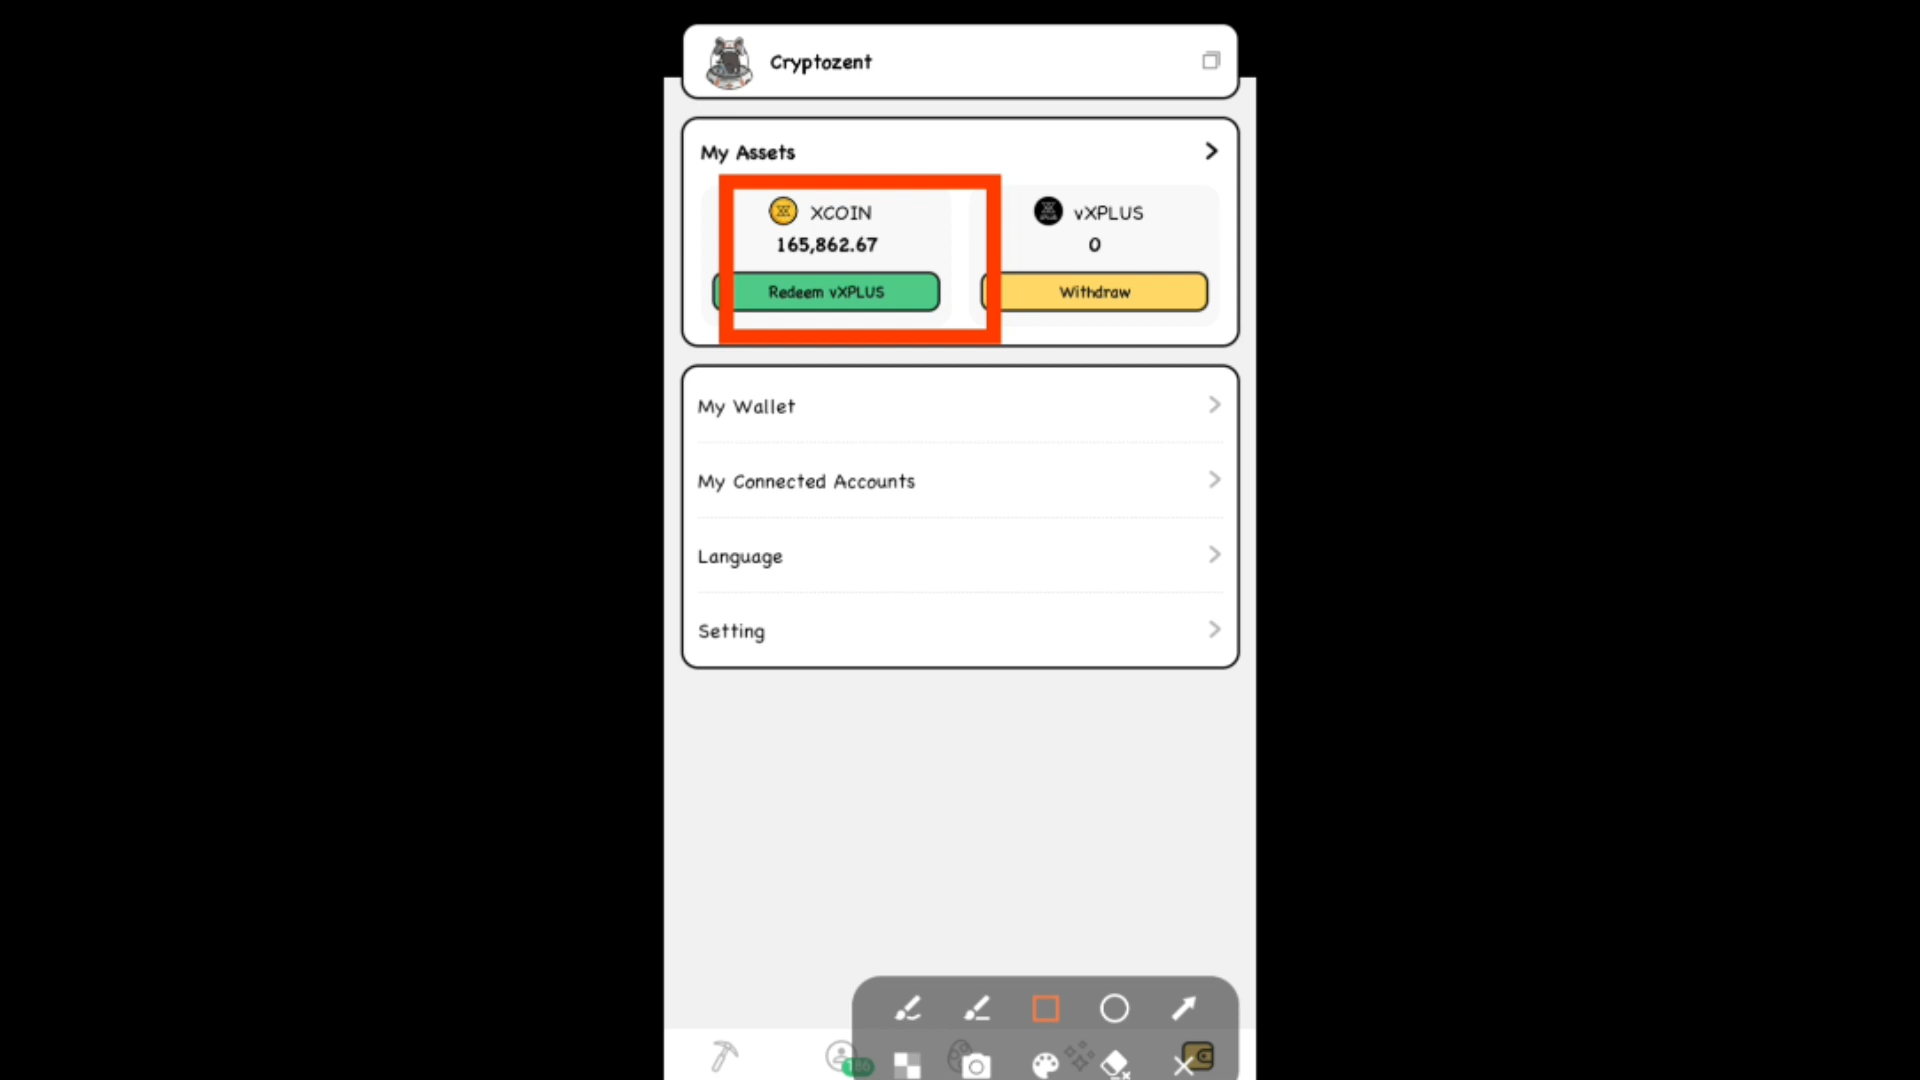 Cryptozent
My Assets
XCOIN
165,862.67
Redeem vXPLUS
vXPLUS
0
Withdraw
My Wallet
My Connected Accounts
Language
Setting
186